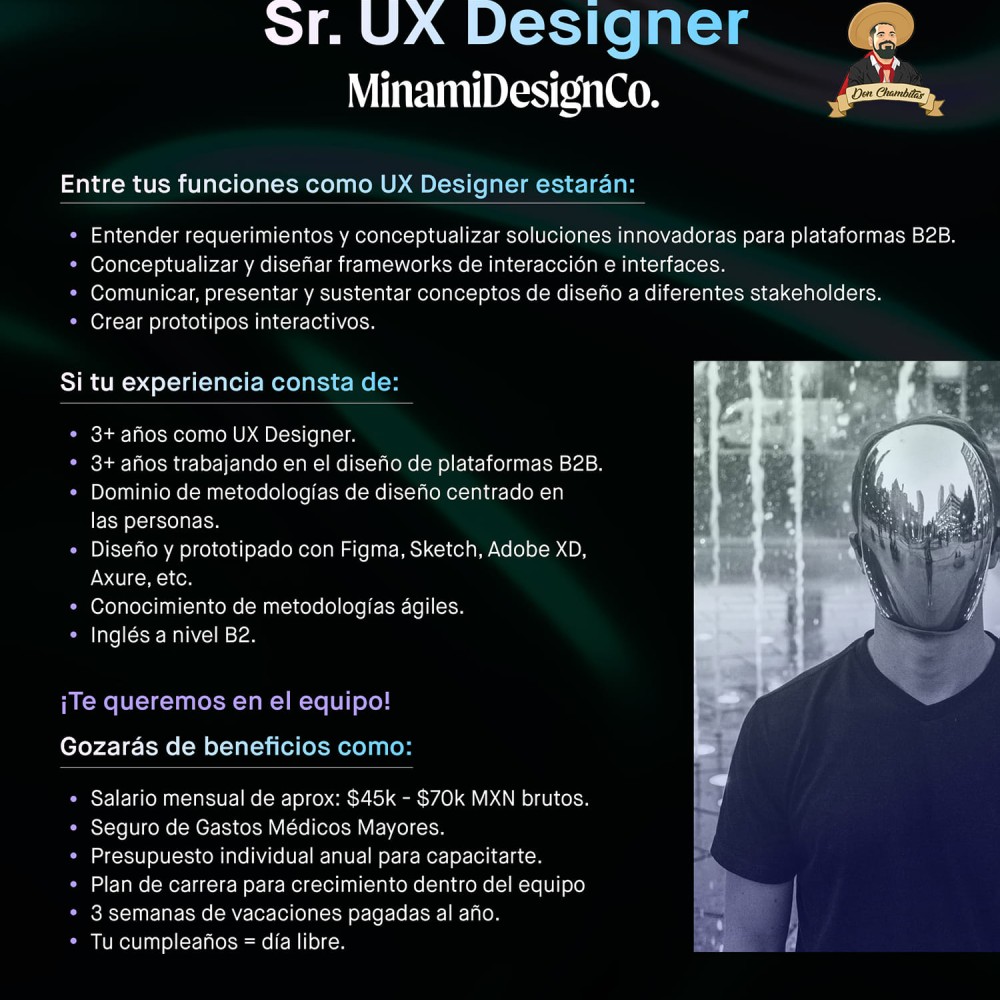 Sr. UX Designer
MinamiDesignCo.
Don Chambitas
Entre tus funciones como UX Designer estarán:
• Entender requerimientos y conceptualizar soluciones innovadoras para plataformas B2B.
• Conceptualizar y diseñar frameworks de interacción e interfaces.
• Comunicar, presentar y sustentar conceptos de diseño a diferentes stakeholders.
• Crear prototipos interactivos.
Si tu experiencia consta de:
• 3+ años como UX Designer.
• 3+ años trabajando en el diseño de plataformas B2B.
• Dominio de metodologías de diseño centrado en
las personas.
• Diseño y prototipado con Figma, Sketch, Adobe XD,
Axure, etc.
• Conocimiento de metodologías ágiles.
• Inglés a nivel B2.
¡Te queremos en el equipo!
Gozarás de beneficios como:
• Salario mensual de aprox: $45k - $70k MXN brutos.
• Seguro de Gastos Médicos Mayores.
• Presupuesto individual anual para capacitarte.
• Plan de carrera para crecimiento dentro del equipo
• 3 semanas de vacaciones pagadas al año.
• Tu cumpleaños = día libre.